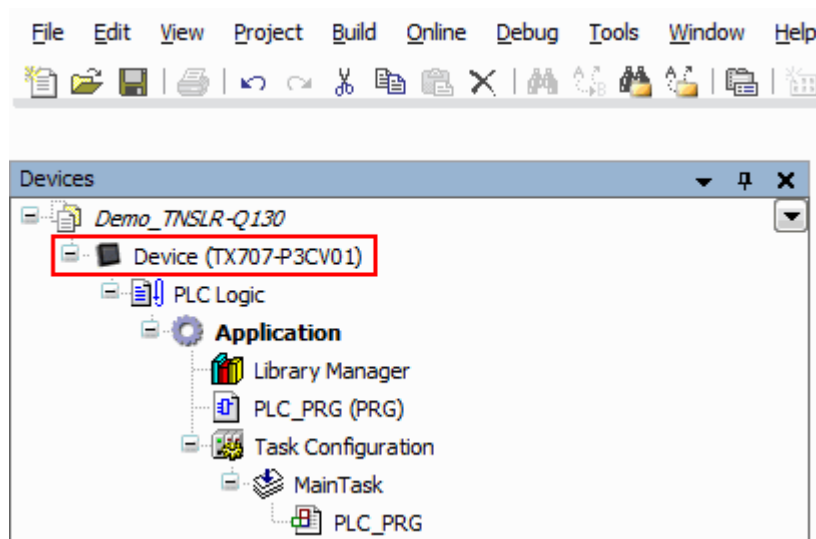 File Edit View Project Build Online Debug Tools Window Help
Devices
Demo_TNSLR-Q130
Device (TX707-P3CV01)
PLC Logic
Application
Library Manager
PLC_PRG (PRG)
Task Configuration
MainTask
PLC_PRG